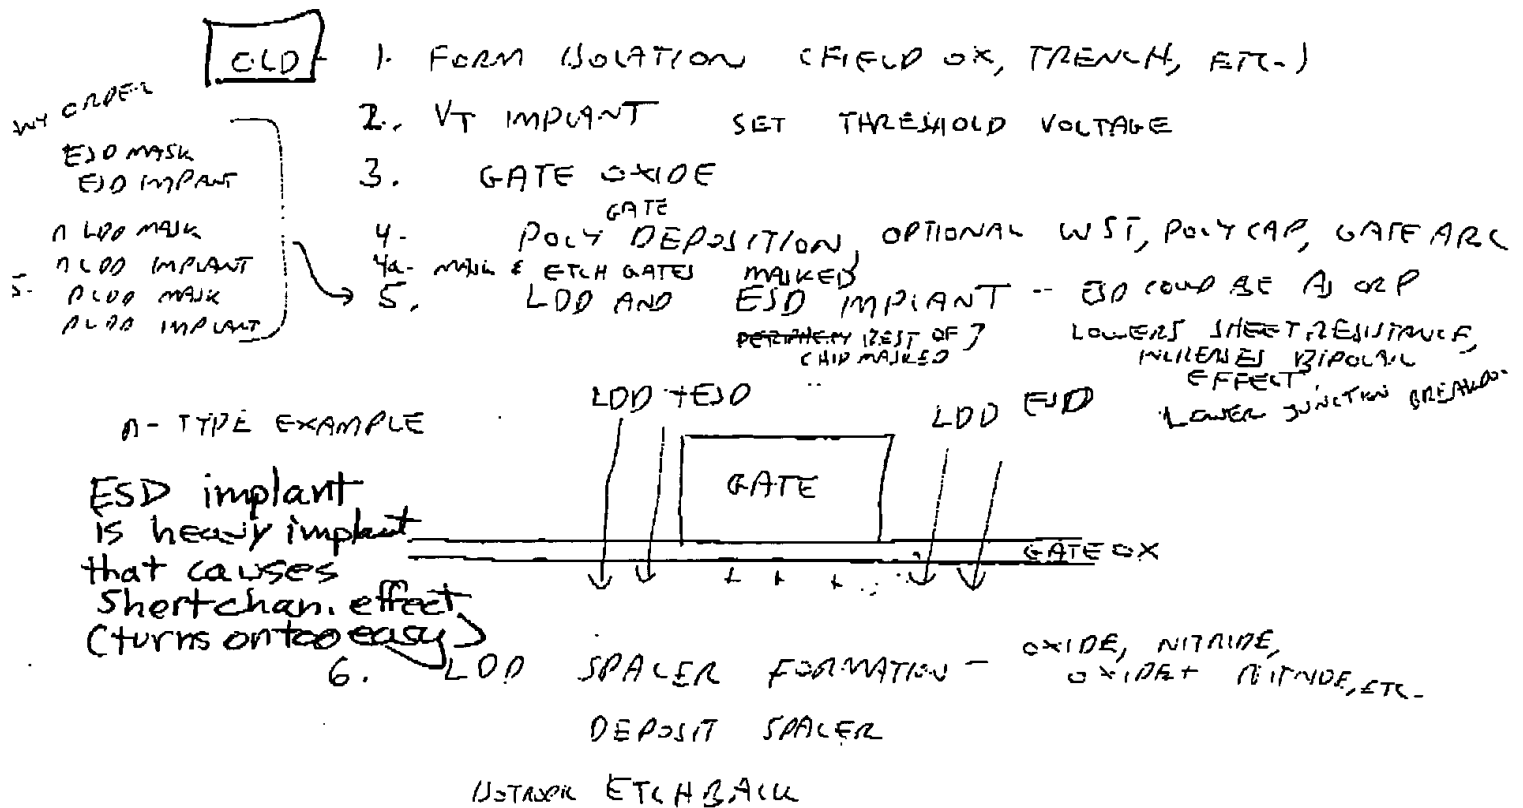 OLD - 1. FORM ISOLATION (FIELD OX, TRENCH, ETC.)
ANY ORDER
2. VT IMPLANT SET THRESHOLD VOLTAGE
ESD MASK
ESD IMPANT
3. GATE OXIDE
n LDD MASK
n LDD IMPLANT
5-
P LDD MASK
P LDD IMPLANT
GATE
4- POLY DEPOSITION, OPTIONAL WSI, POLY CAP, GATE ARC
4a- MASK & ETCH GATES MASKED
5. LDD AND ESD IMPLANT -- ESD COULD BE As OR P
PERIPHERY REST OF
CHIP MASKED
LOWERS SHEET RESISTANCE,
INCREASES BIPOLAR
EFFECT,
LOWER JUNCTION BREAKDO-
n- TYPE EXAMPLE
LDD + ESD
LDD ESD
GATE
GATE OX
+ + +
ESD implant
is heavy implant
that causes
Short chan. effect
(turns on too easy)
6. LDD SPACER FORMATION - OXIDE, NITRIDE,
OXIDE + NITRIDE, ETC-
DEPOSIT SPACER
ETCHBACK